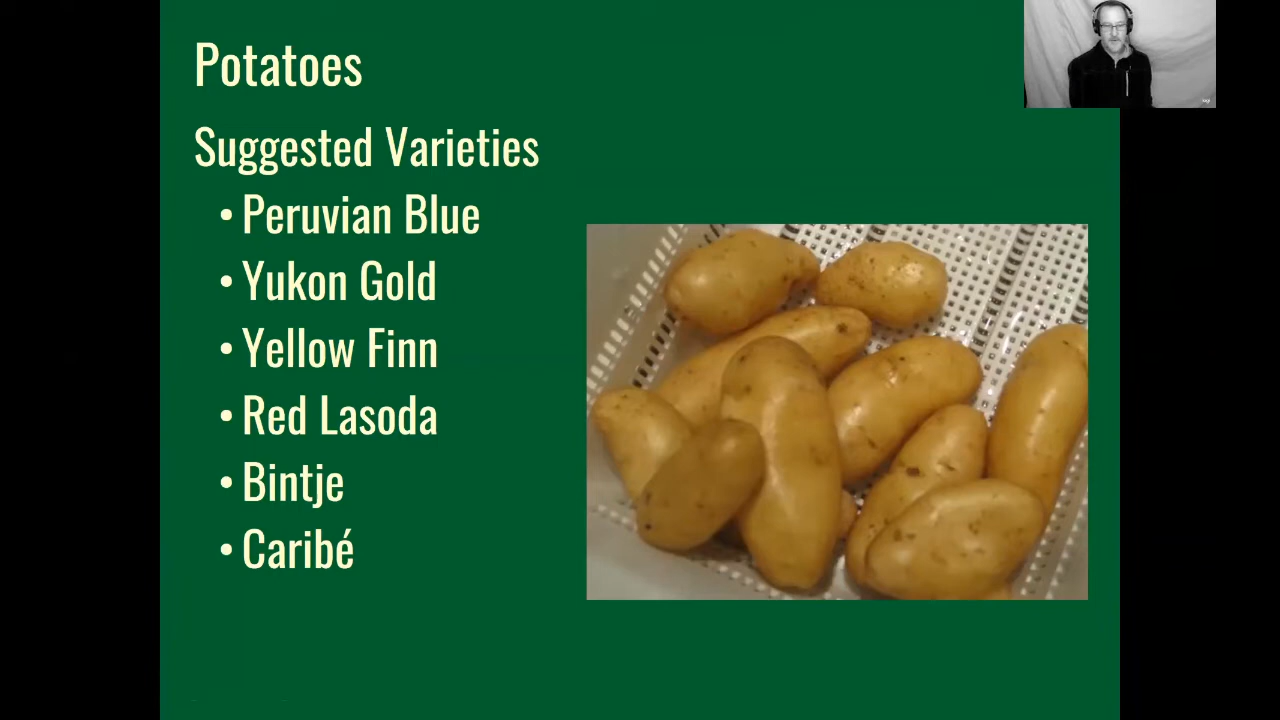 Potatoes
Suggested Varieties
• Peruvian Blue
• Yukon Gold
• Yellow Finn
• Red Lasoda
• Bintje
• Caribé